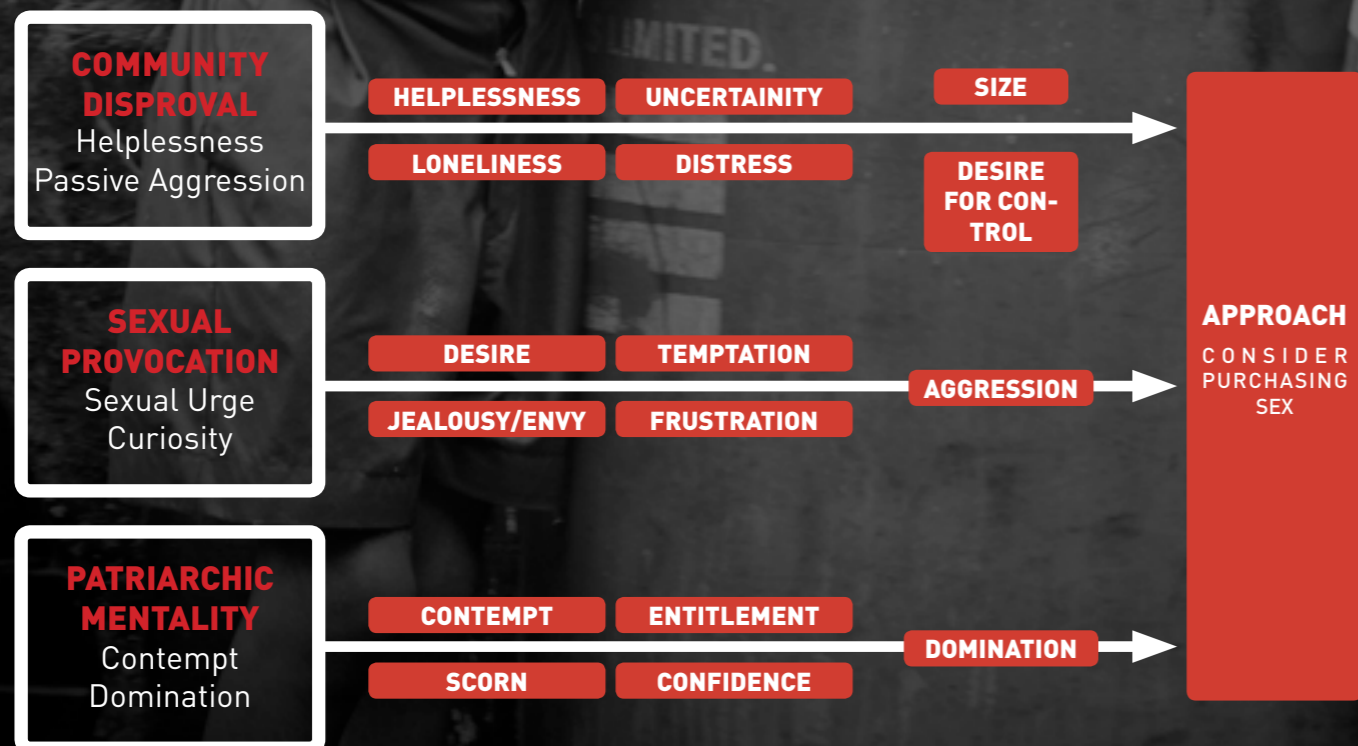 LIMITED.
COMMUNITY
DISPROVAL
Helplessness
Passive Aggression
HELPLESSNESS
UNCERTAINITY
LONELINESS
DISTRESS
SIZE
DESIRE
FOR CON-
TROL
SEXUAL
PROVOCATION
Sexual Urge
Curiosity
DESIRE
TEMPTATION
JEALOUSY/ENVY
FRUSTRATION
AGGRESSION
PATRIARCHIC
MENTALITY
Contempt
Domination
CONTEMPT
ENTITLEMENT
SCORN
CONFIDENCE
DOMINATION
APPROACH
CONSIDER
PURCHASING
SEX